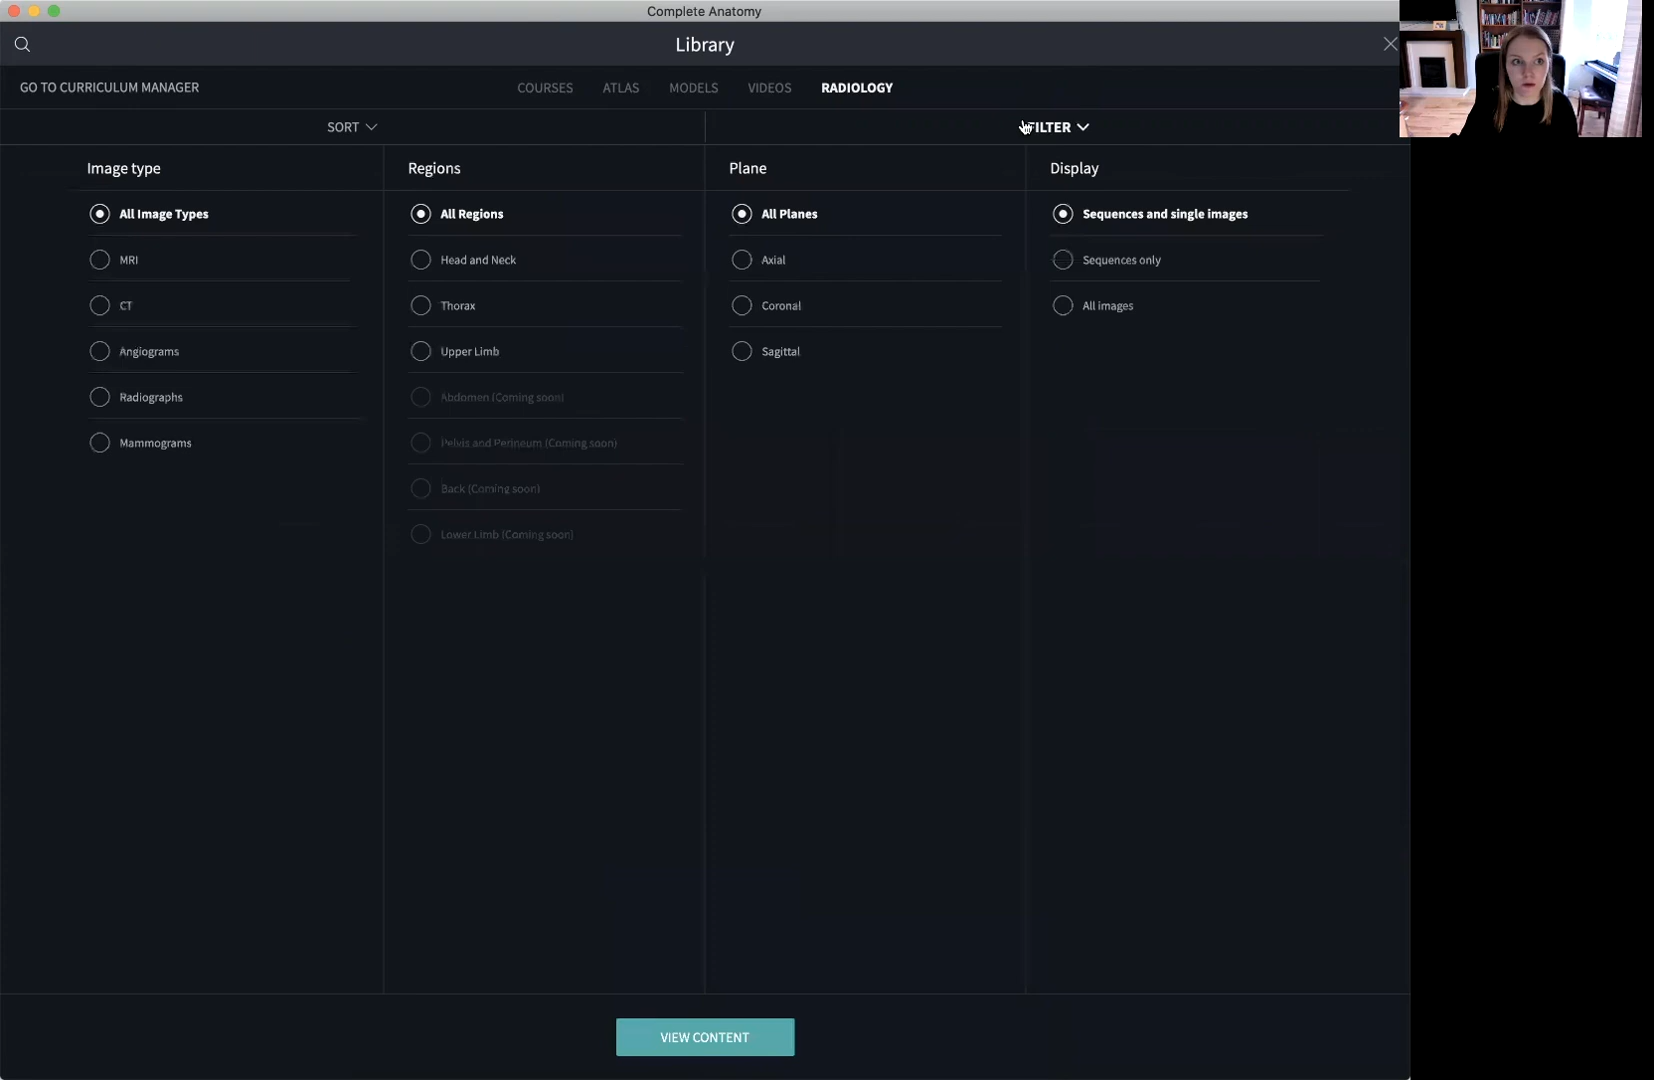 Complete Anatomy
Library
GO TO CURRICULUM MANAGER
COURSES
ATLAS
MODELS
VIDEOS
RADIOLOGY
SORT
FILTER
Image type
All Image Types
MRI
CT
Angiograms
Radiographs
Mammograms
Regions
All Regions
Head and Neck
Thorax
Upper Limb
Abdomen (Coming soon)
Pelvis and Perineum (Coming soon)
Back (Coming soon)
Lower Limb (Coming soon)
Plane
All Planes
Axial
Coronal
Sagittal
Display
Sequences and single images
Sequences only
All images
VIEW CONTENT